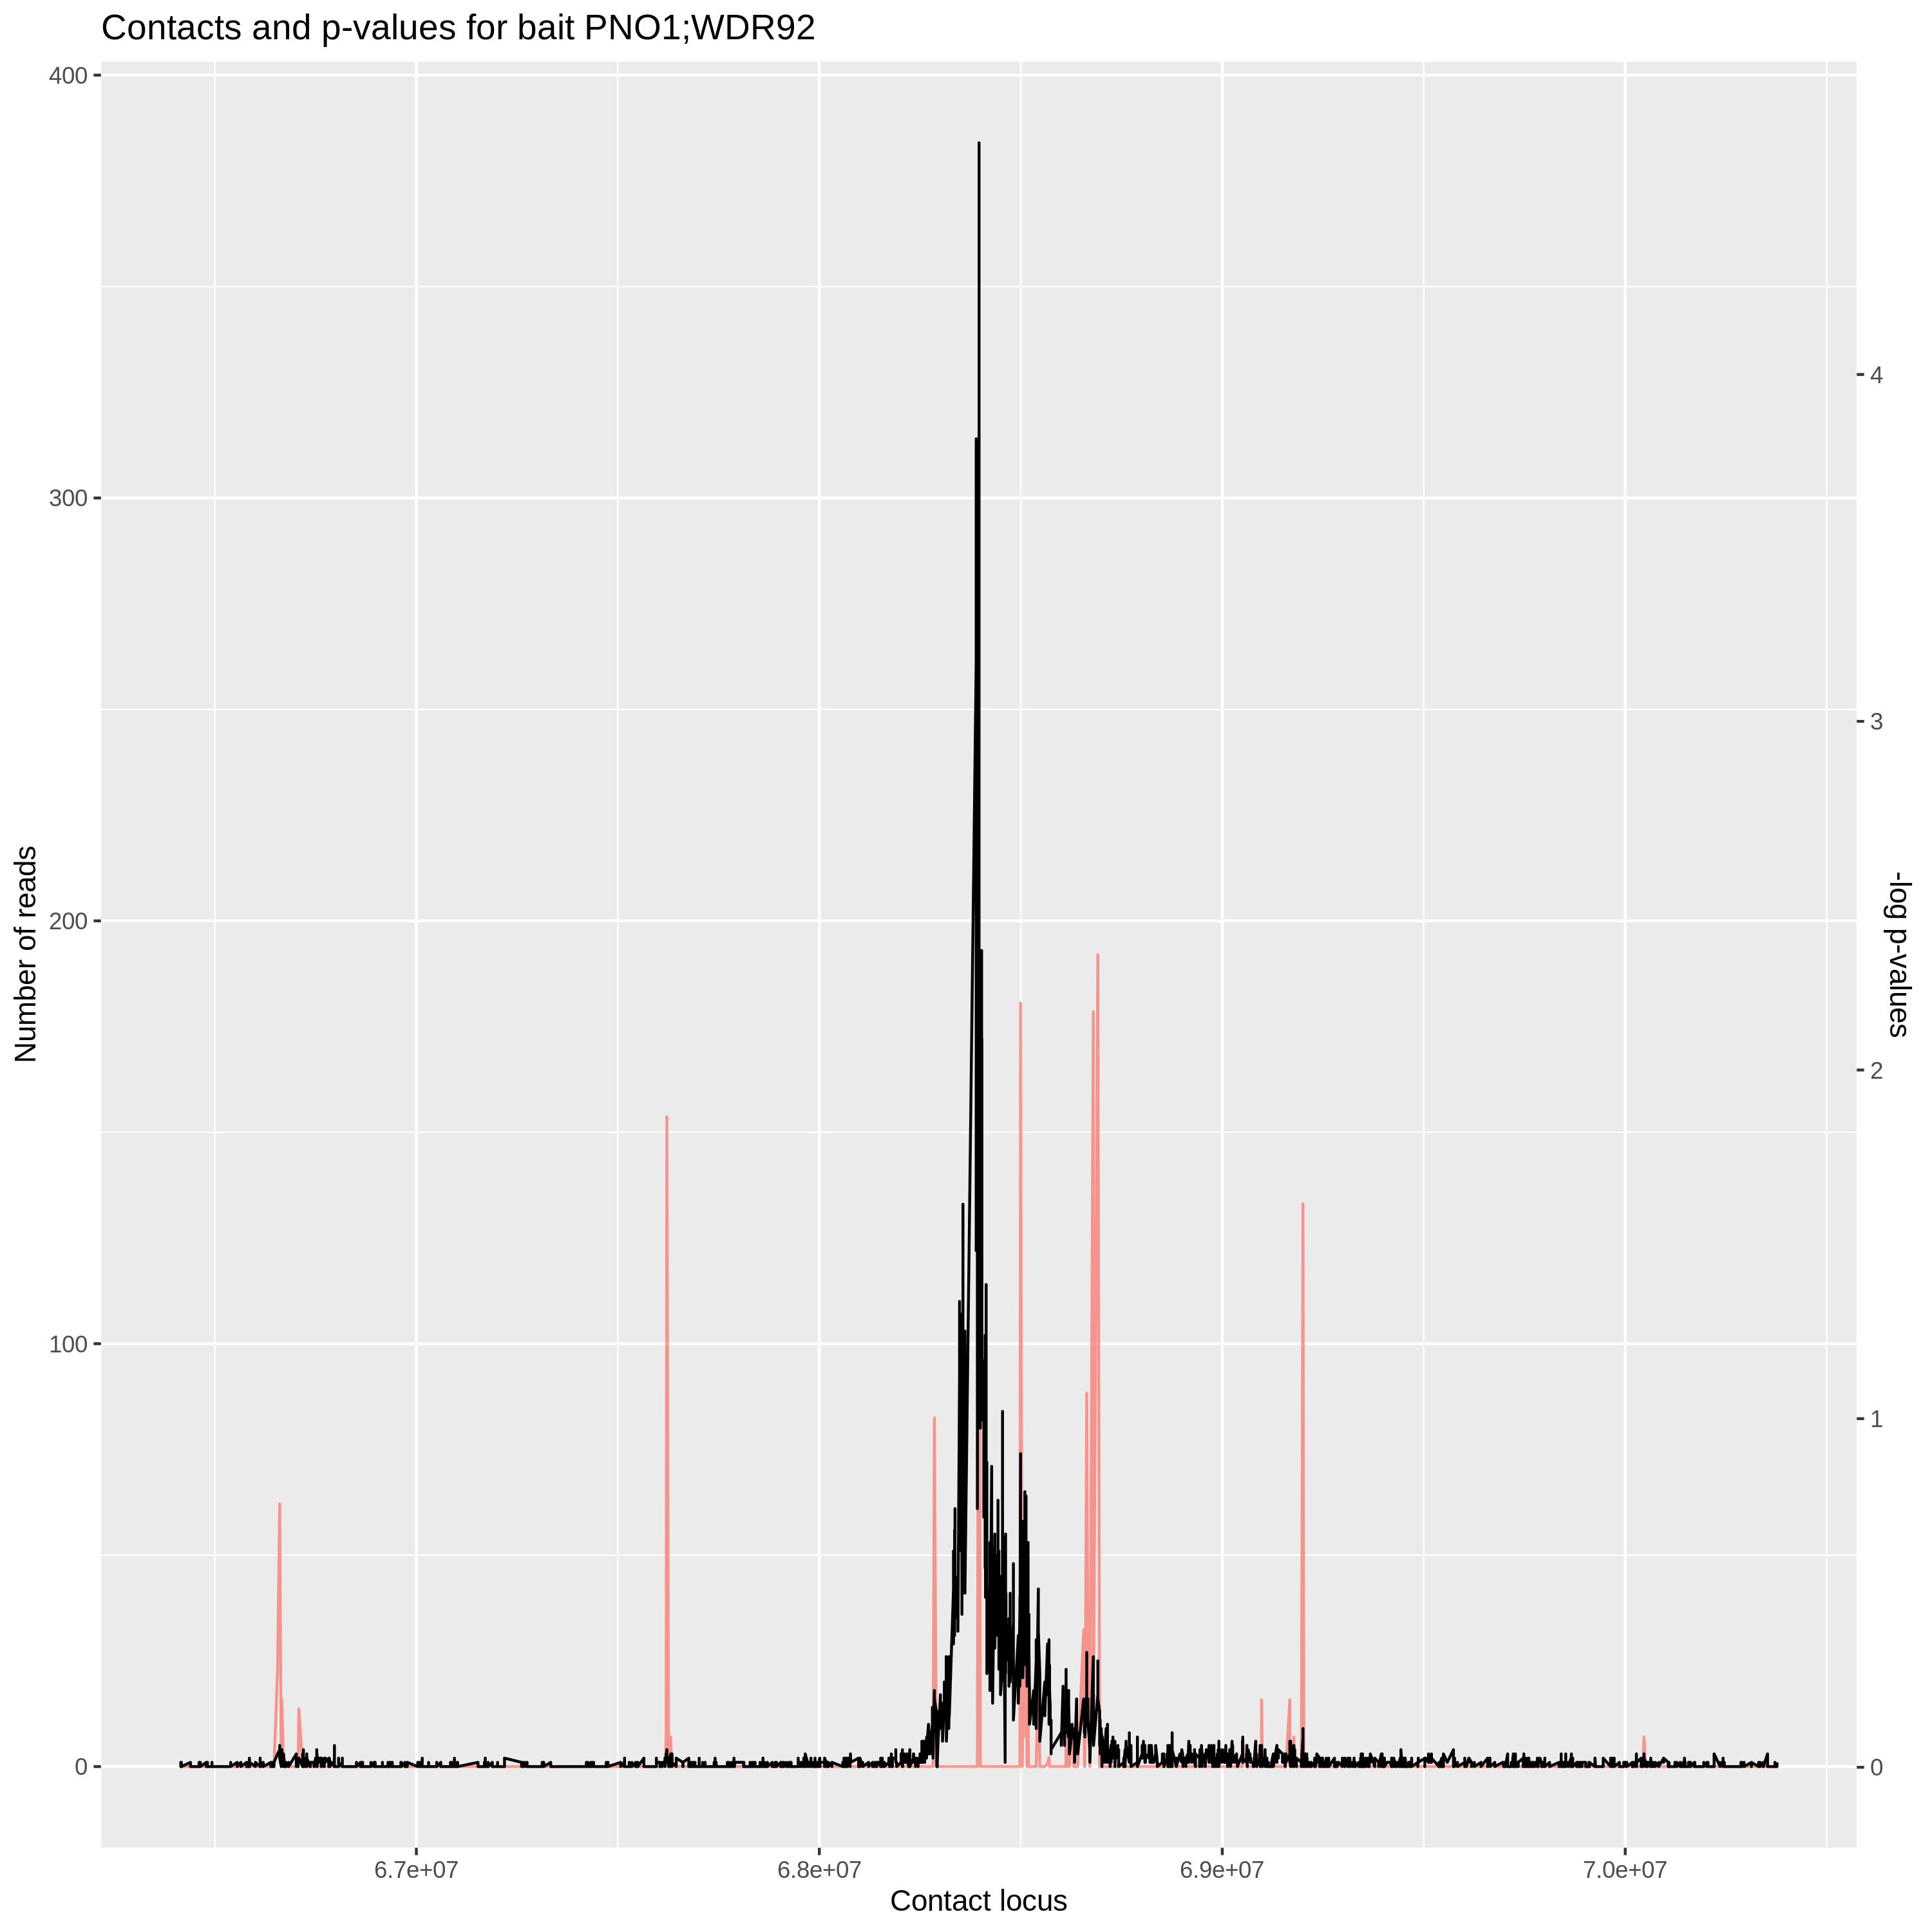 Contacts and p-values for bait PNO1;WDR92
400
300
200
100
0
Number of reads
4
3
2
1
0
-log p-values
6.7e+07
6.8e+07
6.9e+07
7.0e+07
Contact locus